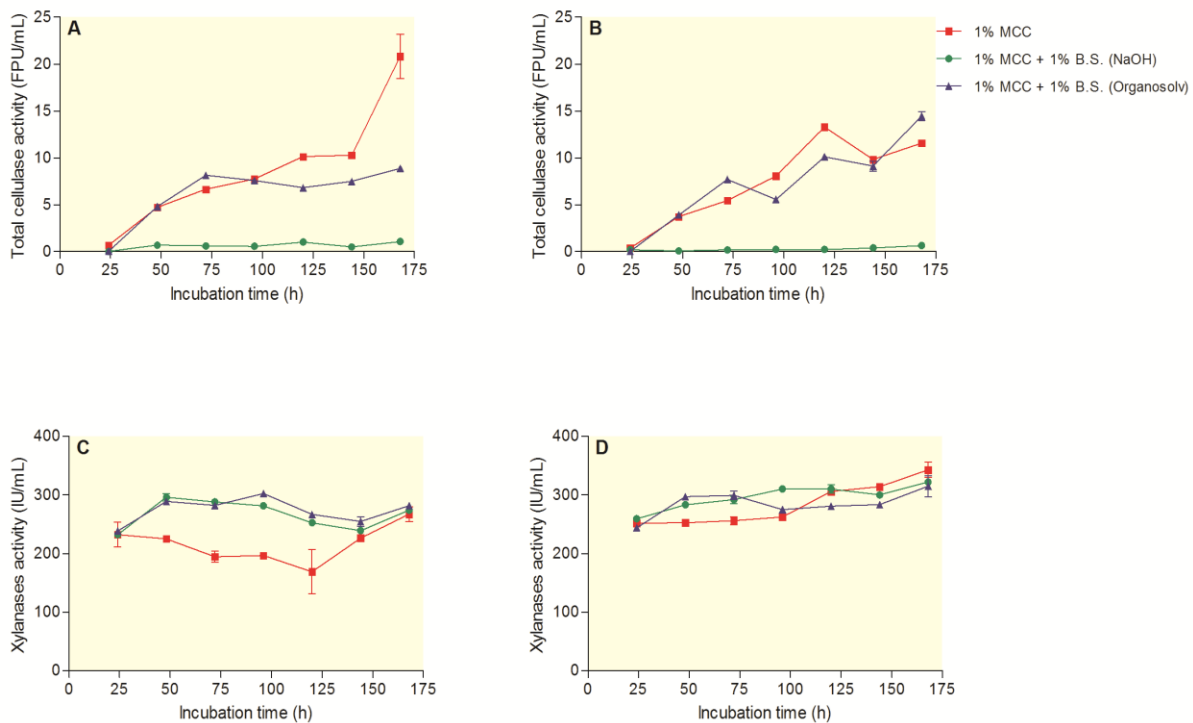 A
Total cellulase activity (FPU/mL)
25
20
15
10
5
0
0 25 50 75 100 125 150 175
Incubation time (h)
B
Total cellulase activity (FPU/mL)
25
20
15
10
5
0
0 25 50 75 100 125 150 175
Incubation time (h)
1% MCC
1% MCC + 1% B.S. (NaOH)
1% MCC + 1% B.S. (Organosolv)
C
Xylanases activity (IU/mL)
400
300
200
100
0
0 25 50 75 100 125 150 175
Incubation time (h)
D
Xylanases activity (IU/mL)
400
300
200
100
0
0 25 50 75 100 125 150 175
Incubation time (h)